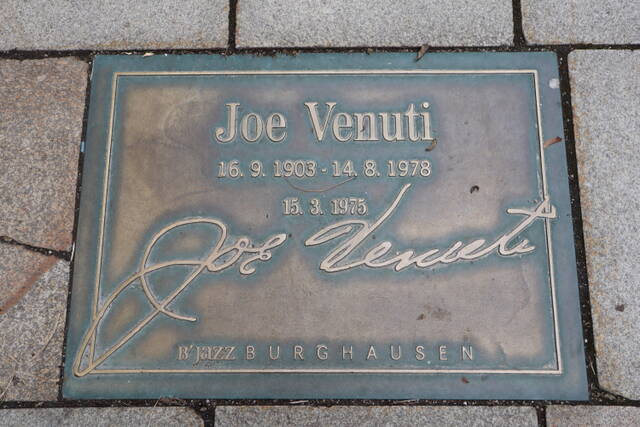 Joe Venuti
16. 9. 1903 - 14. 8. 1978
15. 3. 1975
Joe Venuti
B'jazz BURGHAUSEN